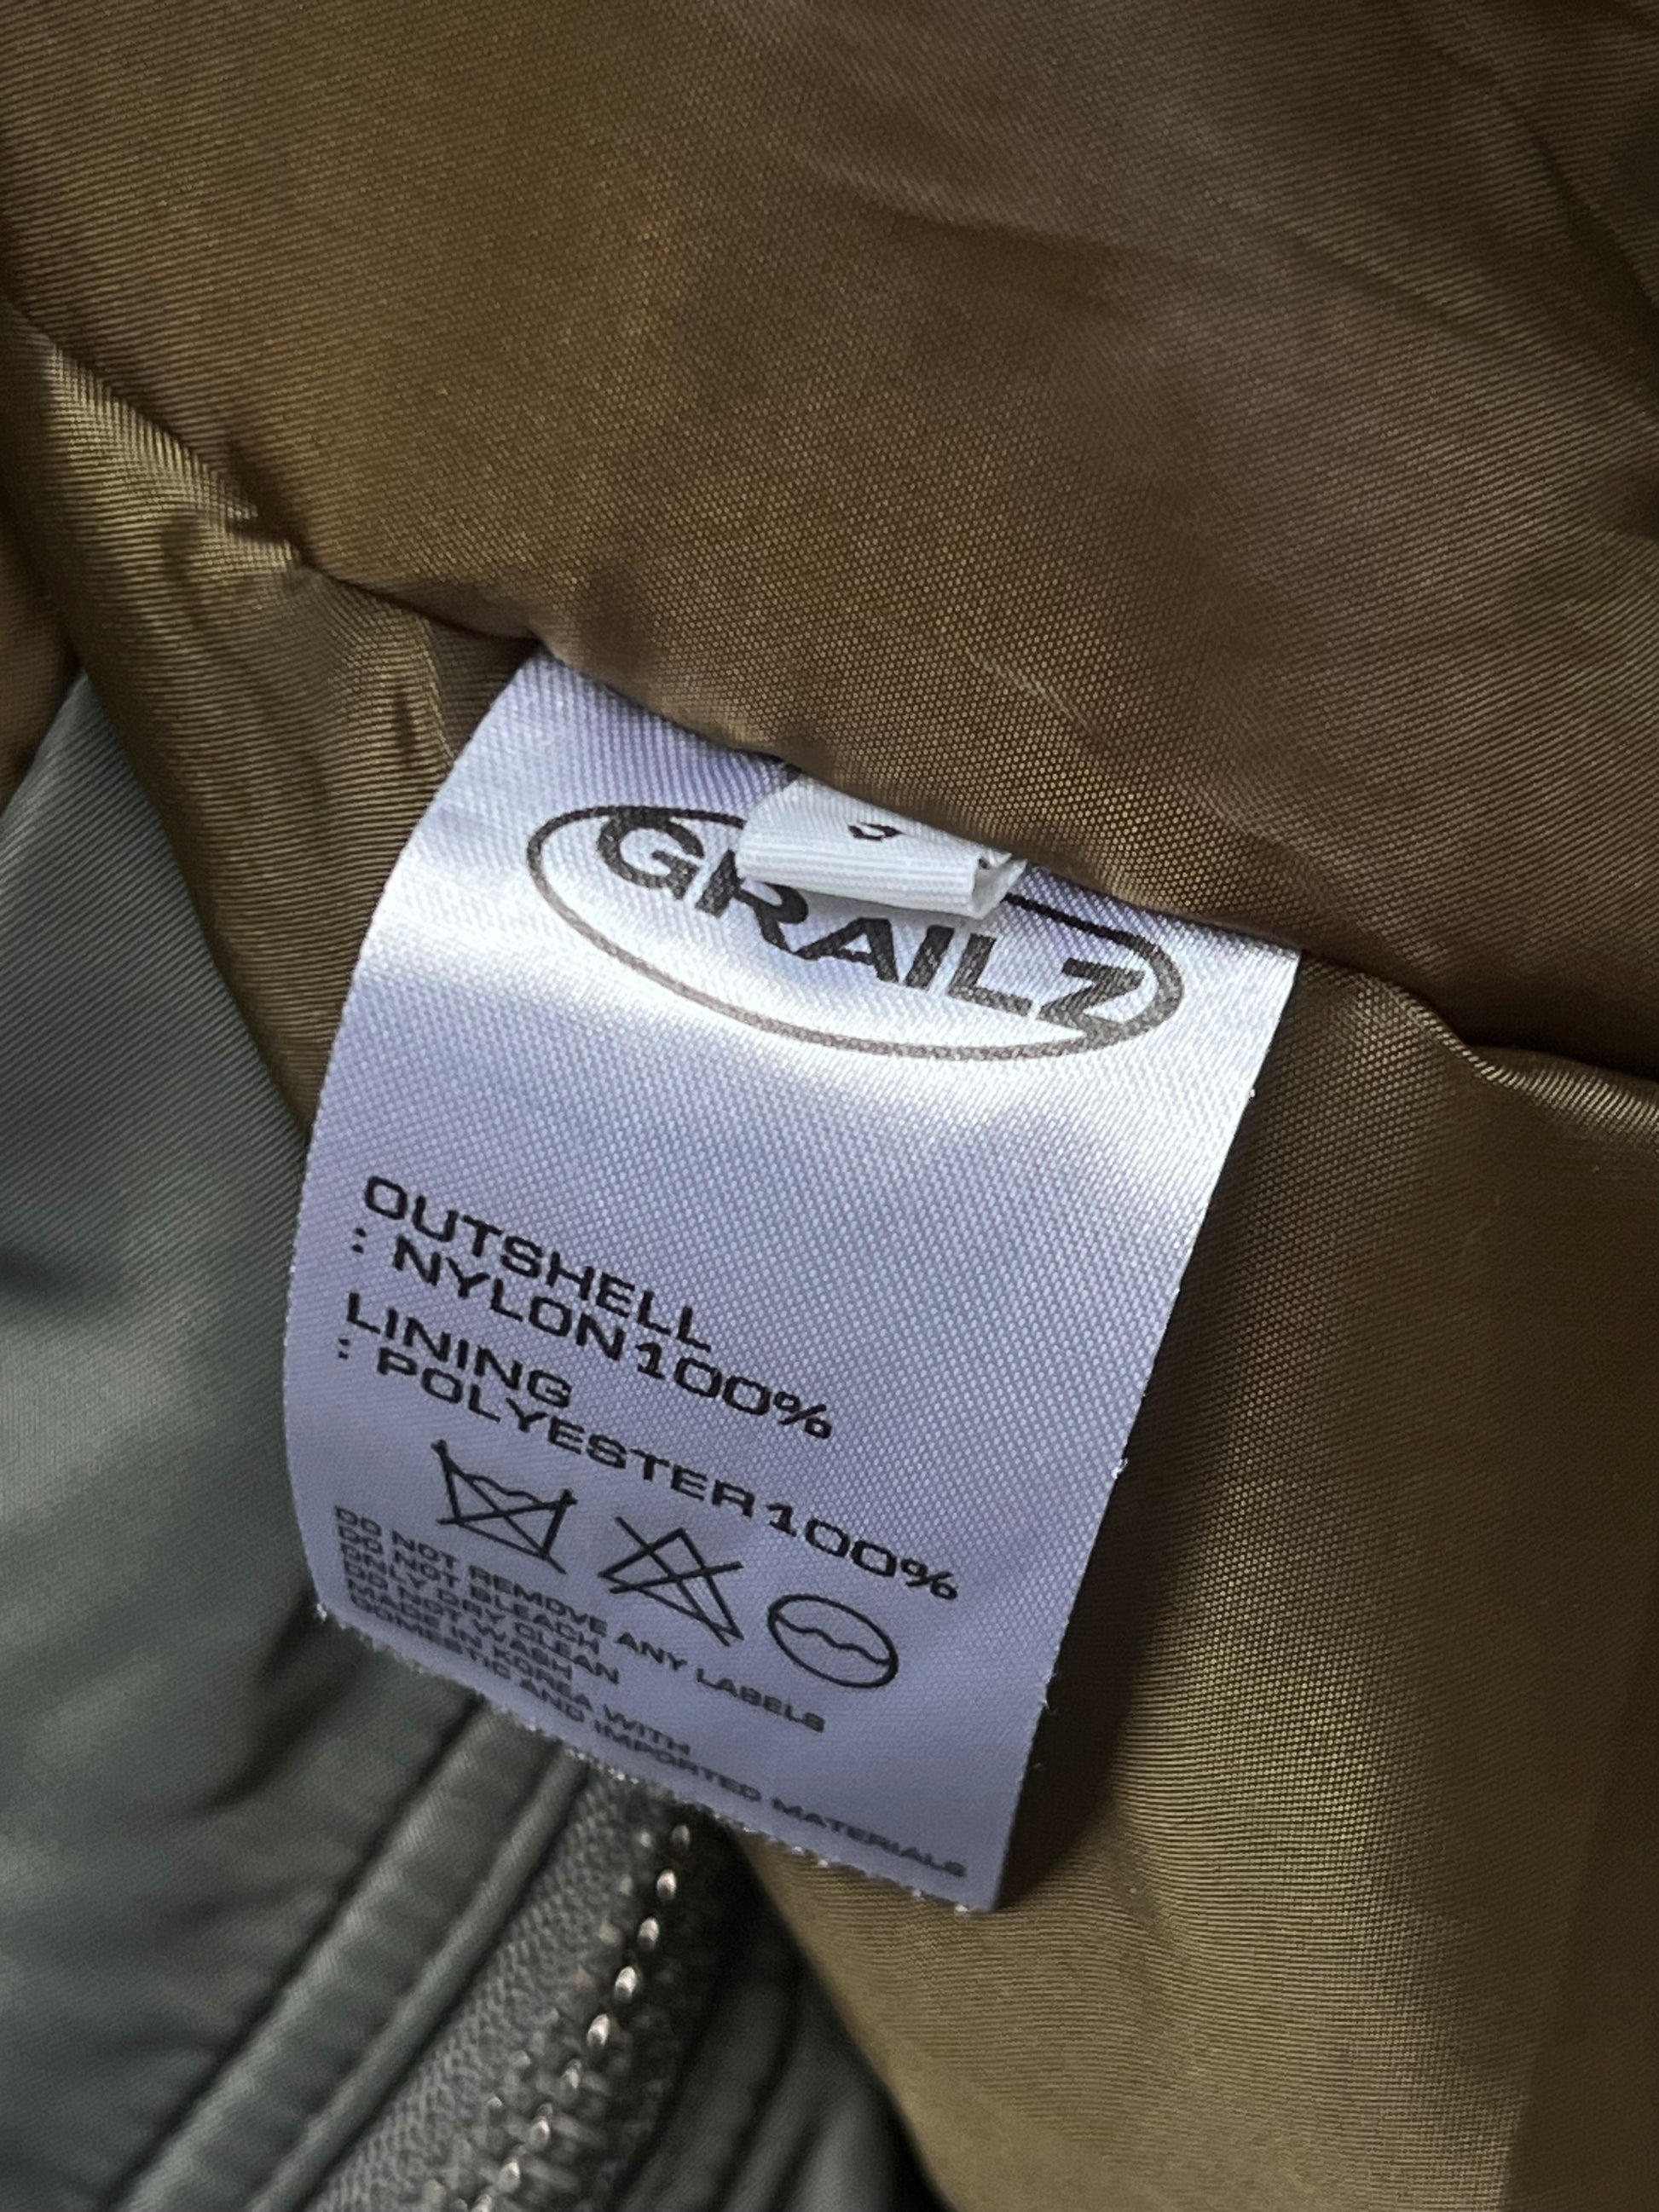 GRAILZ
OUTSHELL
: NYLON100%
LINING
: POLYESTER100%
DO NOT REMOVE ANY LABELS
DO NOT BLEACH
ONLY DRY CLEAN
DO NOT WASH
MADE IN KOREA WITH
DOMESTIC AND IMPORTED MATERIALS